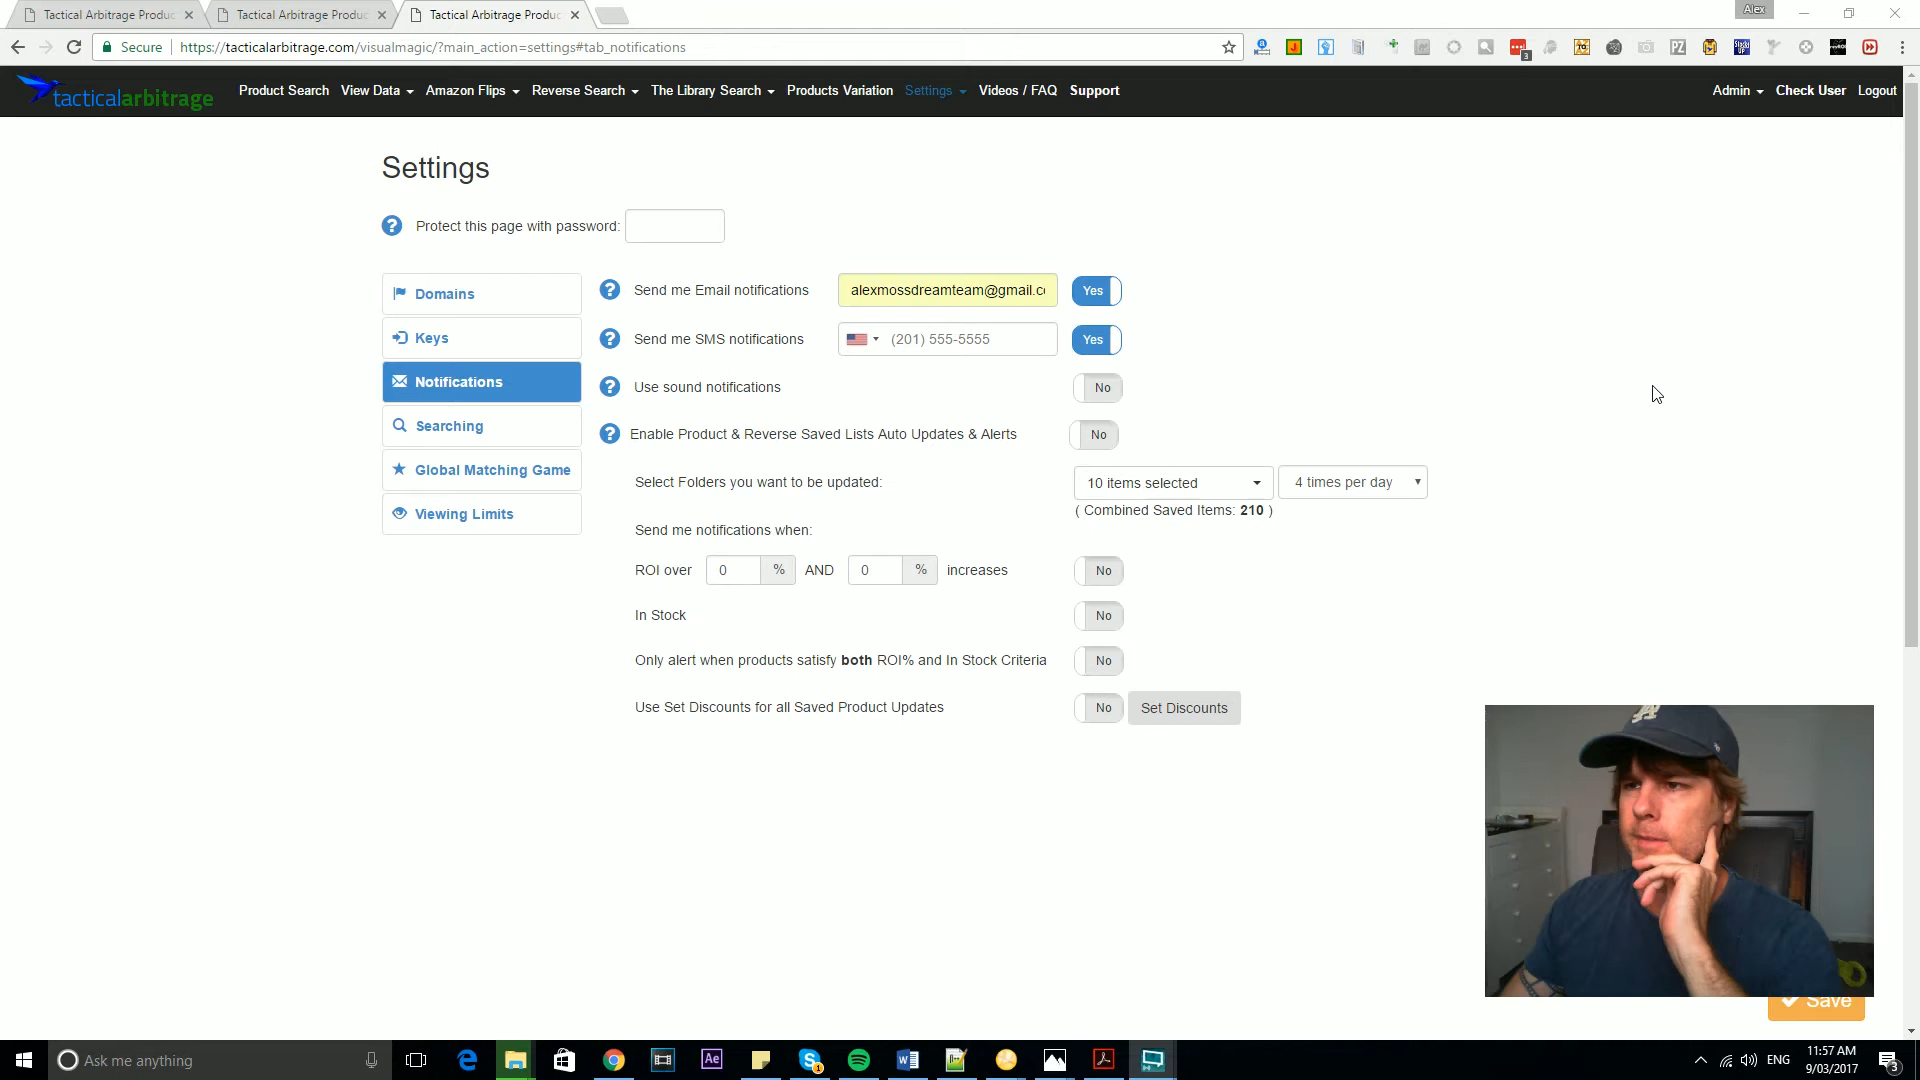 Tactical Arbitrage Produc
Tactical Arbitrage Produc
Tactical Arbitrage Produc
Alex
Secure
https://tacticalarbitrage.com/visualmagic/?main_action=settings#tab_notifications
tacticalarbitrage
Product Search
View Data
Amazon Flips
Reverse Search
The Library Search
Products Variation
Settings
Videos / FAQ
Support
Admin
Check User
Logout
Settings
? Protect this page with password:
Domains
Keys
Notifications
Searching
Global Matching Game
Viewing Limits
? Send me Email notifications alexmossdreamteam@gmail.co Yes
? Send me SMS notifications (201) 555-5555 Yes
? Use sound notifications No
? Enable Product & Reverse Saved Lists Auto Updates & Alerts No
Select Folders you want to be updated: 10 items selected 4 times per day
( Combined Saved Items: 210 )
Send me notifications when:
ROI over 0 % AND 0 % increases No
In Stock No
Only alert when products satisfy both ROI% and In Stock Criteria No
Use Set Discounts for all Saved Product Updates No Set Discounts
Save
Ask me anything
ENG
11:57 AM
9/03/2017
3